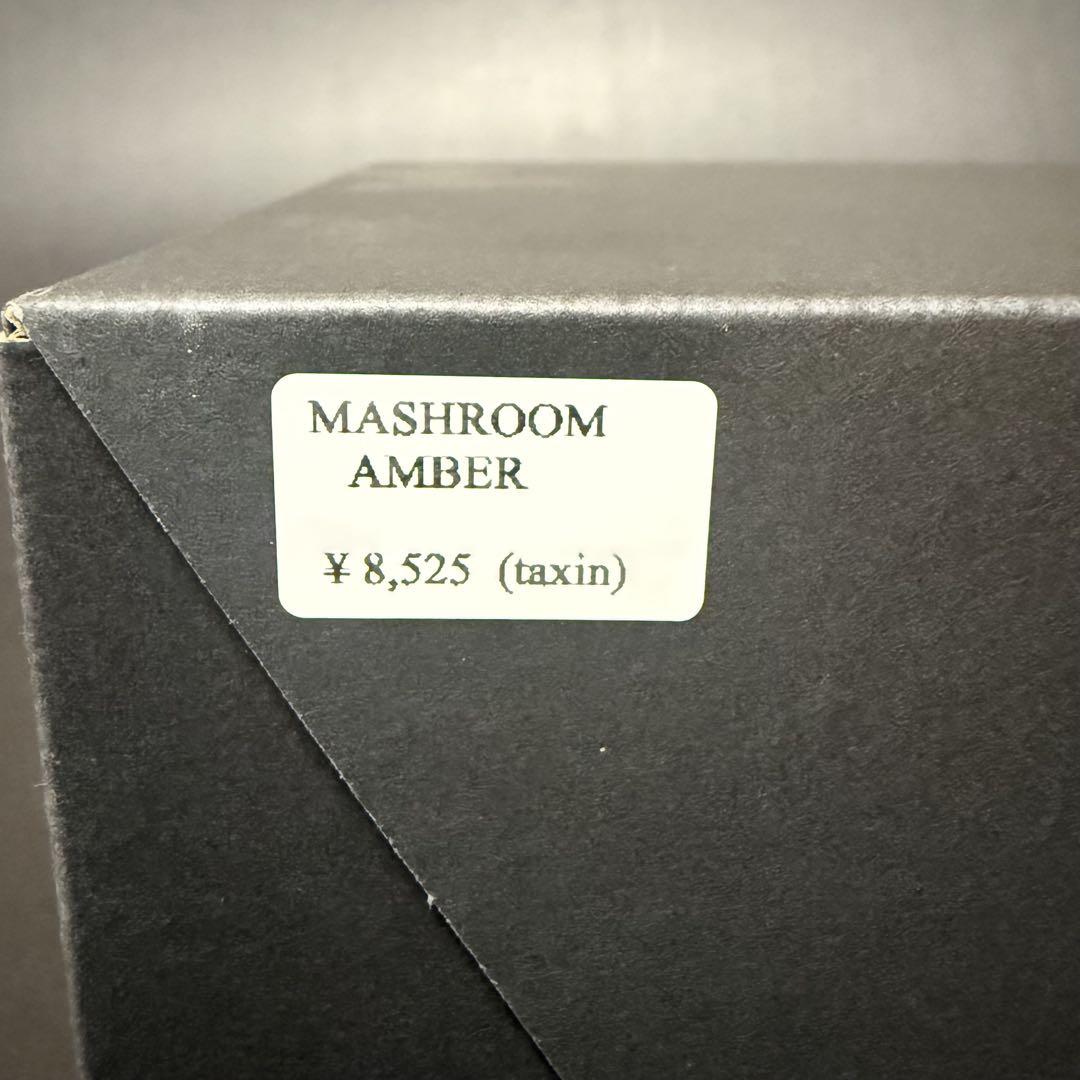 MASHROOM
AMBER
¥ 8,525 (taxin)